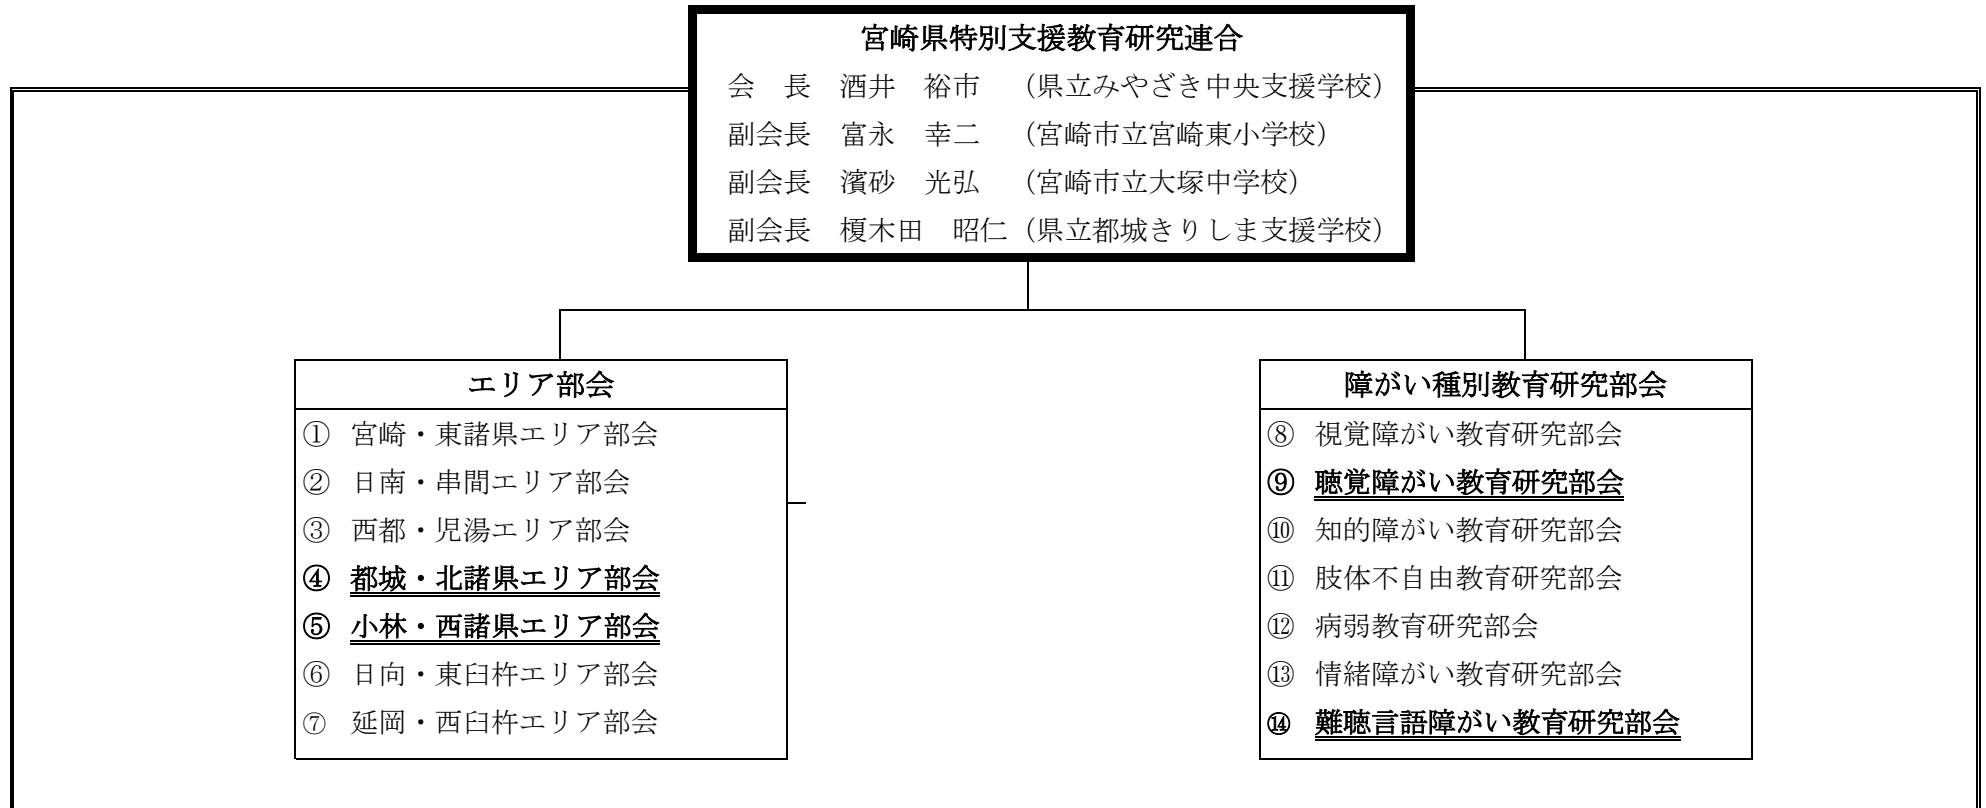 宮崎県特別支援教育研究連合
会　長　酒井　裕市　（県立みやざき中央支援学校）
副会長　富永　幸二　（宮崎市立宮崎東小学校）
副会長　濱砂　光弘　（宮崎市立大塚中学校）
副会長　榎木田　昭仁（県立都城きりしま支援学校）
エリア部会
① 宮崎・東諸県エリア部会
② 日南・串間エリア部会
③ 西都・児湯エリア部会
④ 都城・北諸県エリア部会
⑤ 小林・西諸県エリア部会
⑥ 日向・東臼杵エリア部会
⑦ 延岡・西臼杵エリア部会
障がい種別教育研究部会
⑧ 視覚障がい教育研究部会
⑨ 聴覚障がい教育研究部会
⑩ 知的障がい教育研究部会
⑪ 肢体不自由教育研究部会
⑫ 病弱教育研究部会
⑬ 情緒障がい教育研究部会
⑭ 難聴言語障がい教育研究部会